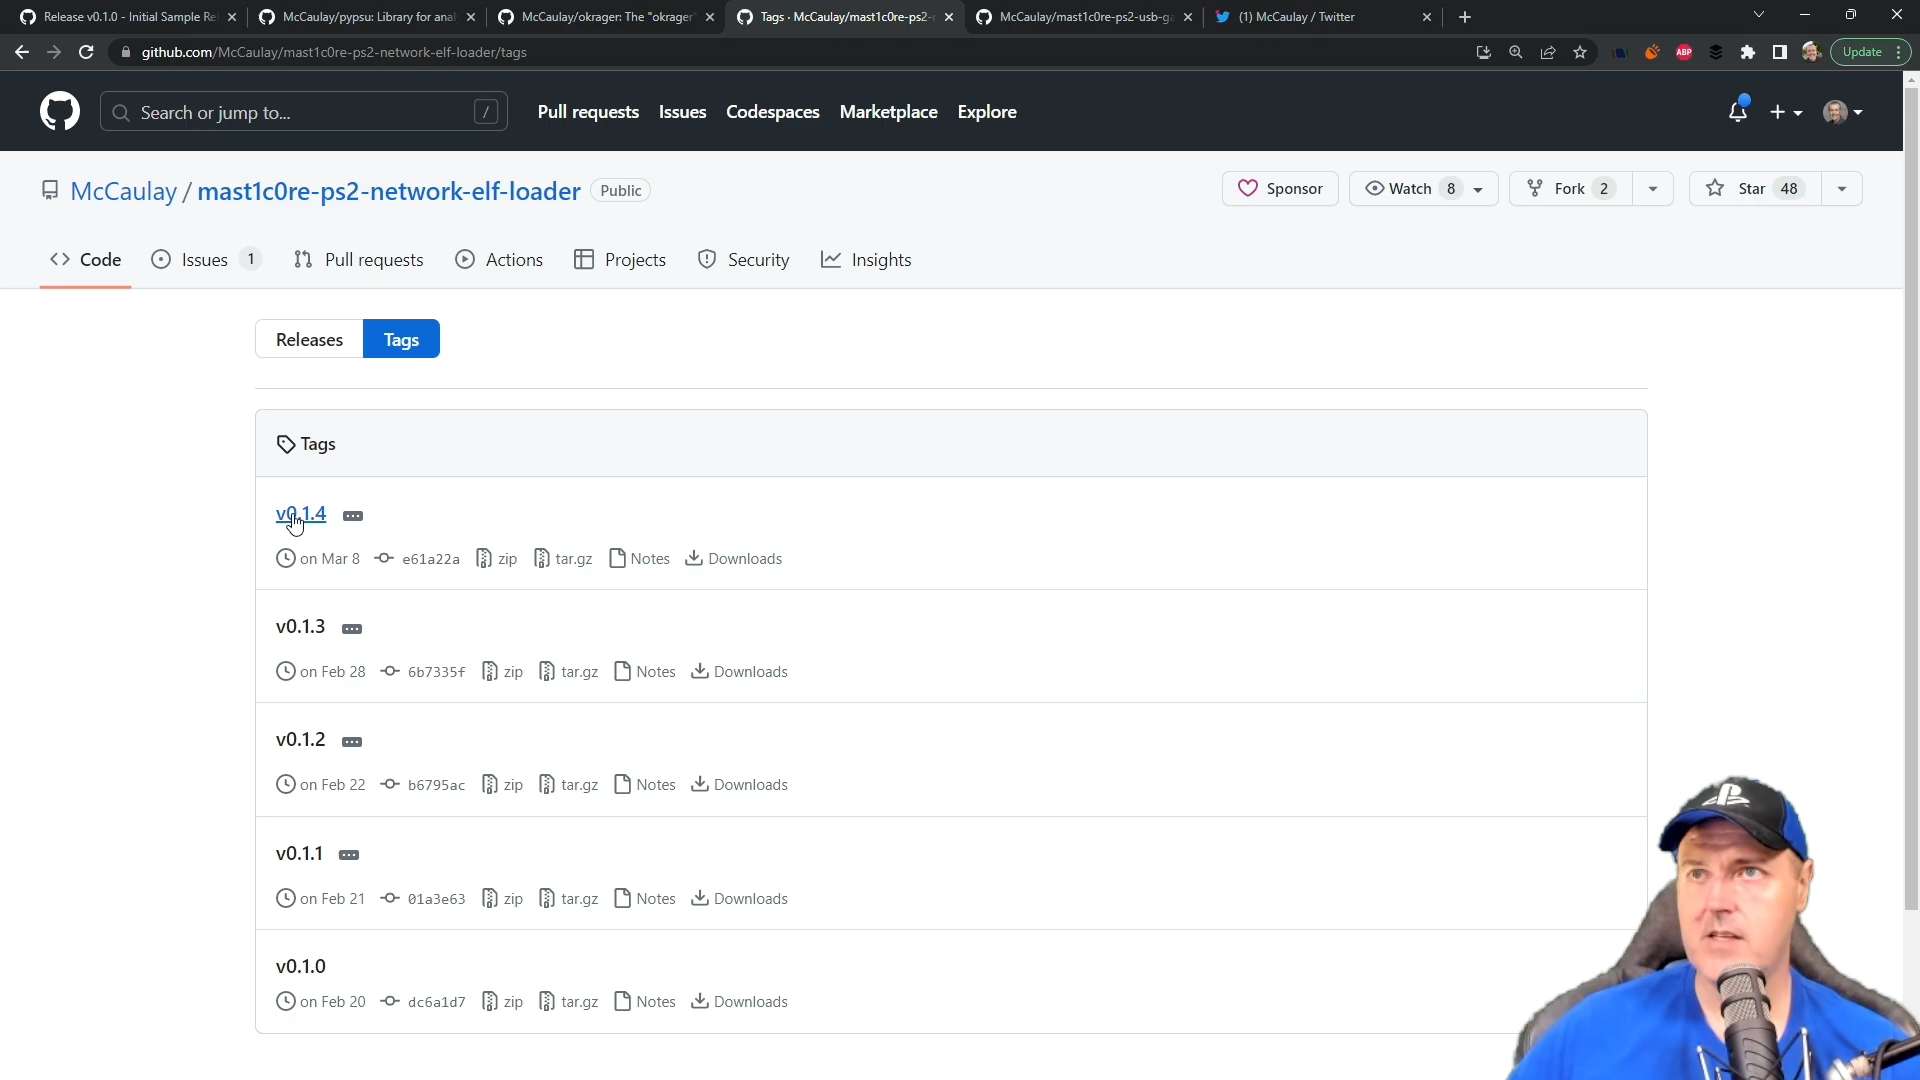 Release v0.1.0 - Initial Sample Re
McCaulay/pypsu: Library for anal
McCaulay/okrager: The "okrager"
Tags · McCaulay/mast1c0re-ps2-
McCaulay/mast1c0re-ps2-usb-ga
(1) McCaulay / Twitter
github.com/McCaulay/mast1c0re-ps2-network-elf-loader/tags
ABP
Update
Search or jump to...
/
Pull requests
Issues
Codespaces
Marketplace
Explore
McCaulay / mast1c0re-ps2-network-elf-loader
Public
Sponsor
Watch 8
Fork 2
Star 48
Code
Issues 1
Pull requests
Actions
Projects
Security
Insights
Releases
Tags
Tags
v0.1.4
on Mar 8 e61a22a zip tar.gz Notes Downloads
v0.1.3
on Feb 28 6b7335f zip tar.gz Notes Downloads
v0.1.2
on Feb 22 b6795ac zip tar.gz Notes Downloads
v0.1.1
on Feb 21 01a3e63 zip tar.gz Notes Downloads
v0.1.0
on Feb 20 dc6a1d7 zip tar.gz Notes Downloads